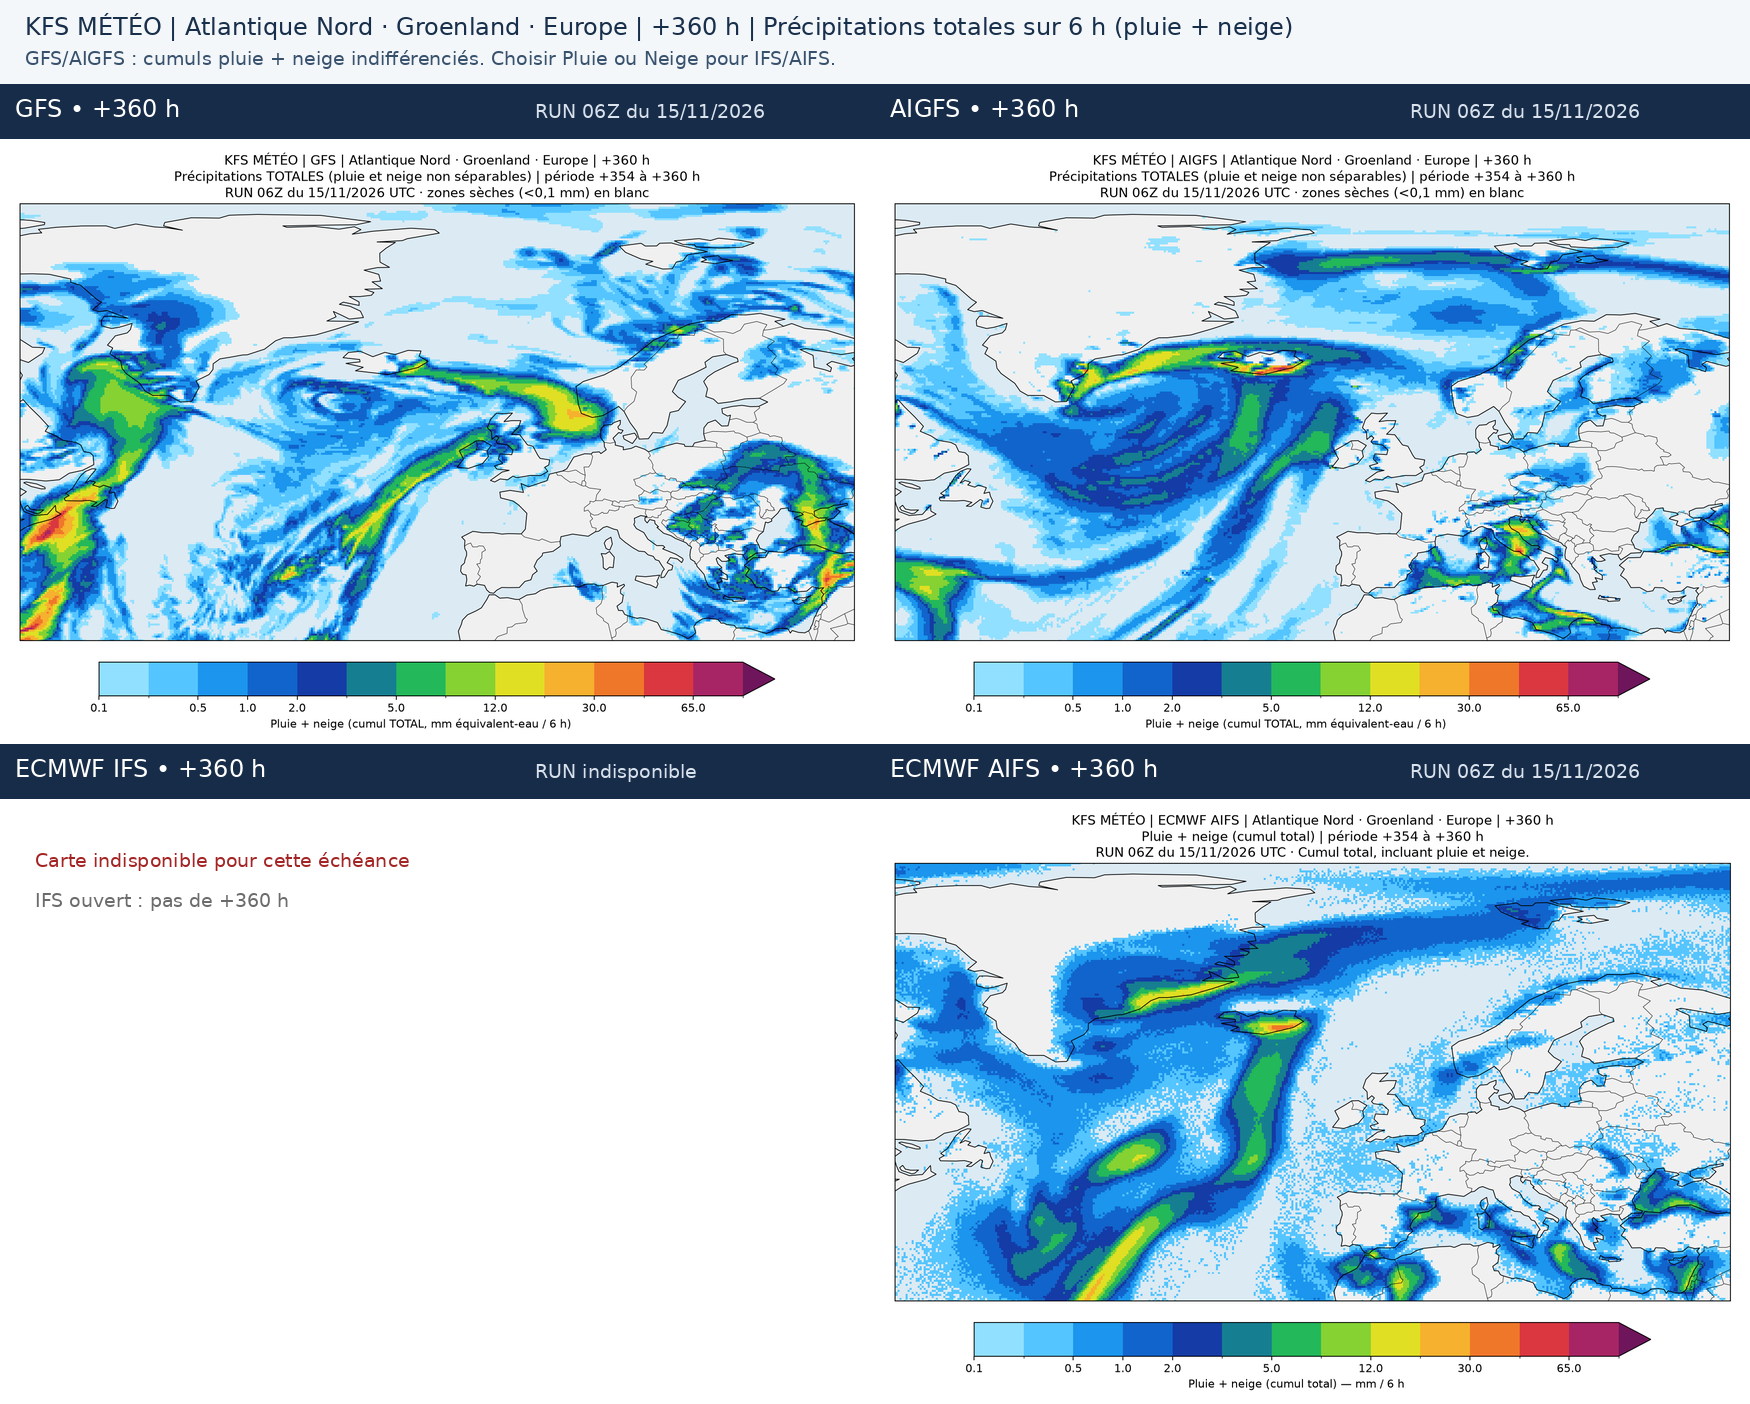 KFS MÉTÉO | Atlantique Nord · Groenland · Europe | +360 h | Précipitations totales sur 6 h (pluie + neige)
GFS/AIGFS : cumuls pluie + neige indifférenciés. Choisir Pluie ou Neige pour IFS/AIFS.
GFS • +360 h
RUN 06Z du 15/11/2026
AIGFS • +360 h
RUN 06Z du 15/11/2026
KFS MÉTÉO | GFS | Atlantique Nord · Groenland · Europe | +360 h
Précipitations TOTALES (pluie et neige non séparables) | période +354 à +360 h
RUN 06Z du 15/11/2026 UTC · zones sèches (<0,1 mm) en blanc
KFS MÉTÉO | AIGFS | Atlantique Nord · Groenland · Europe | +360 h
Précipitations TOTALES (pluie et neige non séparables) | période +354 à +360 h
RUN 06Z du 15/11/2026 UTC · zones sèches (<0,1 mm) en blanc
0.1 0.5 1.0 2.0 5.0 12.0 30.0 65.0
Pluie + neige (cumul TOTAL, mm équivalent-eau / 6 h)
0.1 0.5 1.0 2.0 5.0 12.0 30.0 65.0
Pluie + neige (cumul TOTAL, mm équivalent-eau / 6 h)
ECMWF IFS • +360 h
RUN indisponible
ECMWF AIFS • +360 h
RUN 06Z du 15/11/2026
Carte indisponible pour cette échéance
IFS ouvert : pas de +360 h
KFS MÉTÉO | ECMWF AIFS | Atlantique Nord · Groenland · Europe | +360 h
Pluie + neige (cumul total) | période +354 à +360 h
RUN 06Z du 15/11/2026 UTC · Cumul total, incluant pluie et neige.
0.1 0.5 1.0 2.0 5.0 12.0 30.0 65.0
Pluie + neige (cumul total) — mm / 6 h